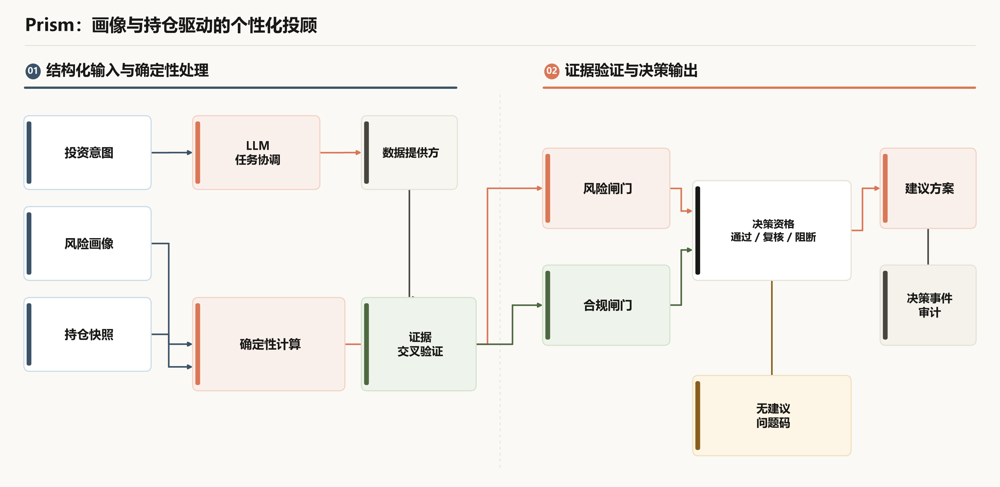 Prism：画像与持仓驱动的个性化投顾
01 结构化输入与确定性处理
02 证据验证与决策输出
投资意图
LLM
任务协调
数据提供方
风险画像
持仓快照
确定性计算
证据
交叉验证
风险闸门
合规闸门
决策资格
通过 / 复核 / 阻断
建议方案
决策事件
审计
无建议
问题码